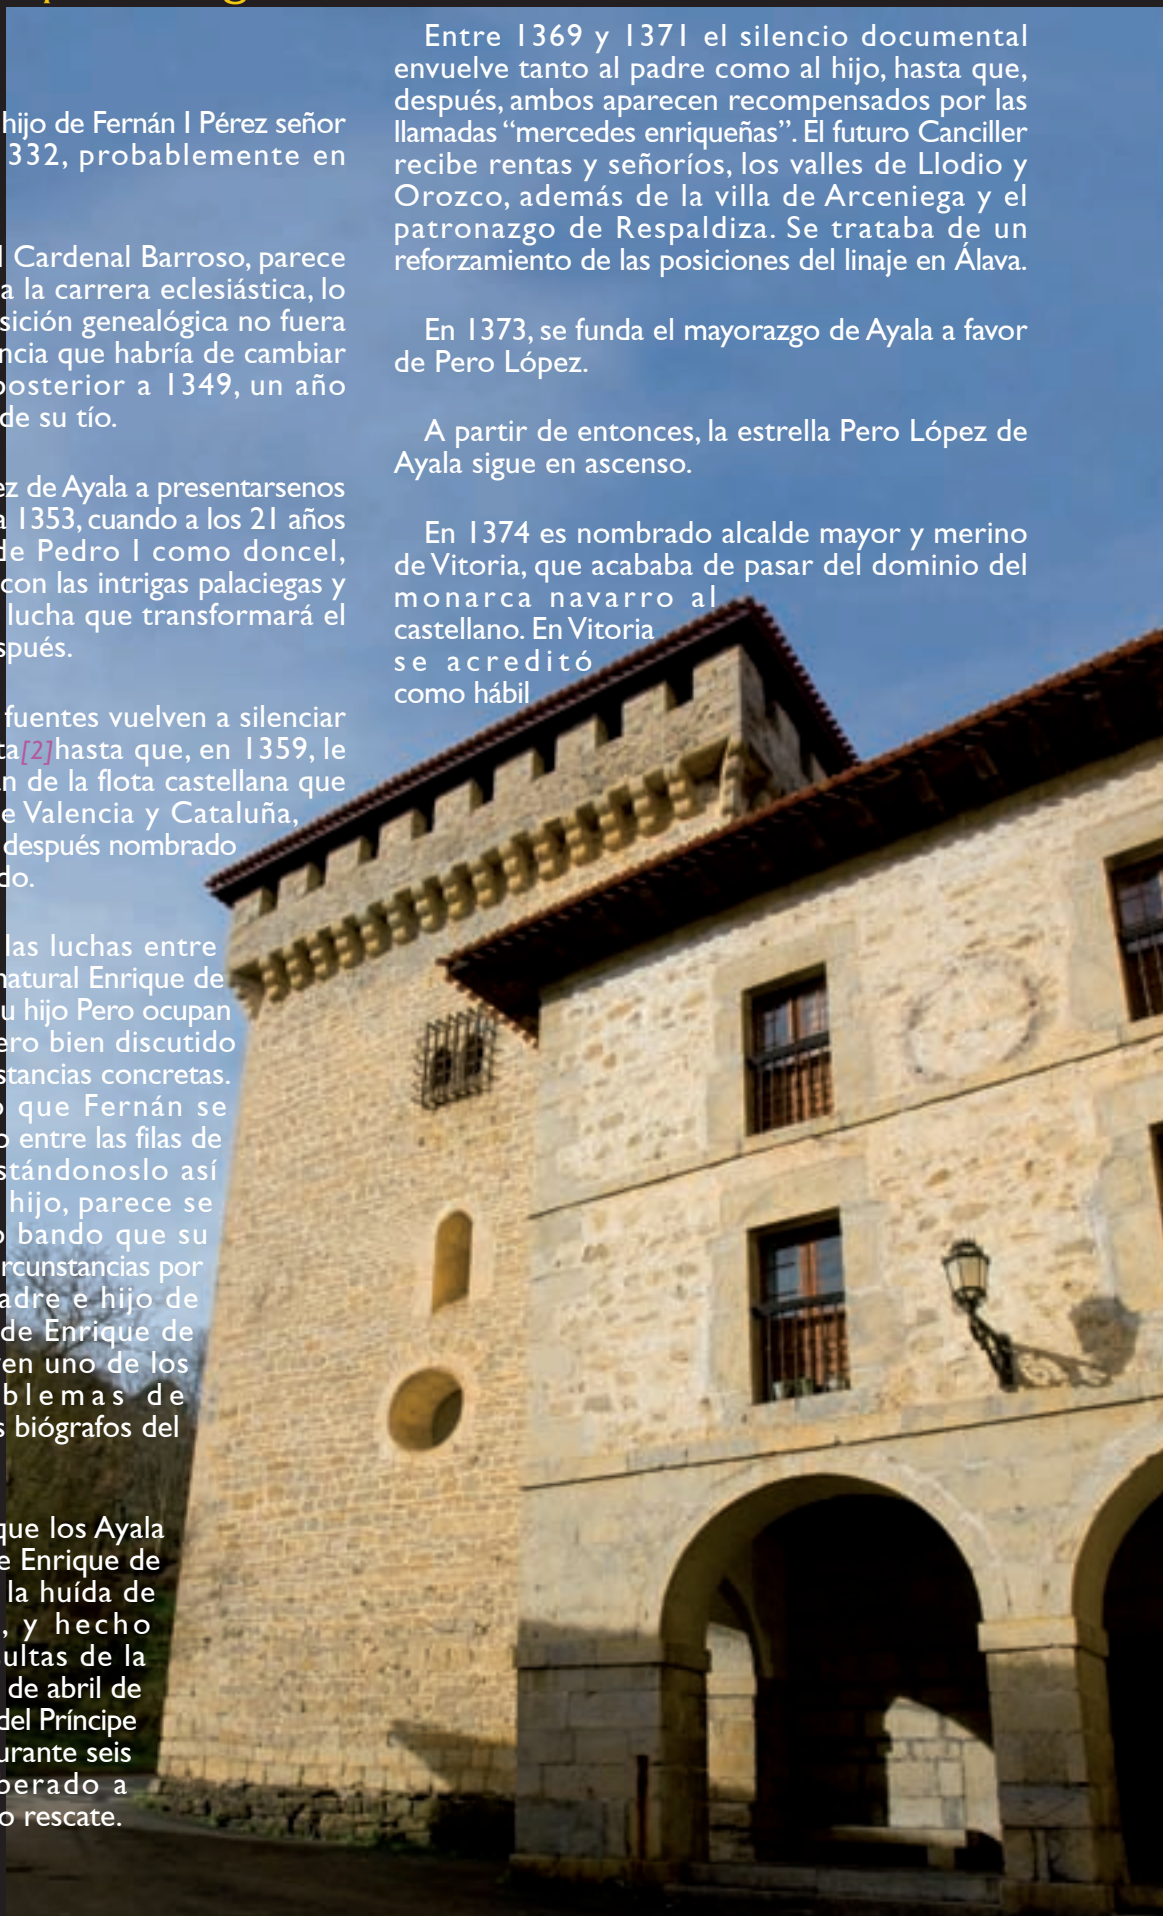 hijo de Fernán I Pérez señor
332, probablemente en
Cardenal Barroso, parece
a la carrera eclesiástica, lo
sición genealógica no fuera
ncia que habría de cambiar
posterior a 1349, un año
de su tío.
ez de Ayala a presentarsenos
a 1353, cuando a los 21 años
de Pedro I como doncel,
con las intrigas palaciegas y
lucha que transformará el
spués.
fuentes vuelven a silenciar
ta[2]hasta que, en 1359, le
n de la flota castellana que
e Valencia y Cataluña,
después nombrado
do.
las luchas entre
natural Enrique de
u hijo Pero ocupan
ero bien discutido
stancias concretas.
o que Fernán se
o entre las filas de
stándonoslo así
hijo, parece se
o bando que su
rcunstancias por
adre e hijo de
de Enrique de
en uno de los
blemas de
s biógrafos del
que los Ayala
e Enrique de
la huída de
, y hecho
ultas de la
de abril de
del Príncipe
urante seis
berado a
o rescate.
Entre 1369 y 1371 el silencio documental
envuelve tanto al padre como al hijo, hasta que,
después, ambos aparecen recompensados por las
llamadas “mercedes enriqueñas”. El futuro Canciller
recibe rentas y señoríos, los valles de Llodio y
Orozco, además de la villa de Arceniega y el
patronazgo de Respaldiza. Se trataba de un
reforzamiento de las posiciones del linaje en Álava.
En 1373, se funda el mayorazgo de Ayala a favor
de Pero López.
A partir de entonces, la estrella Pero López de
Ayala sigue en ascenso.
En 1374 es nombrado alcalde mayor y merino
de Vitoria, que acababa de pasar del dominio del
monarca navarro al
castellano. En Vitoria
se acreditó
como hábil